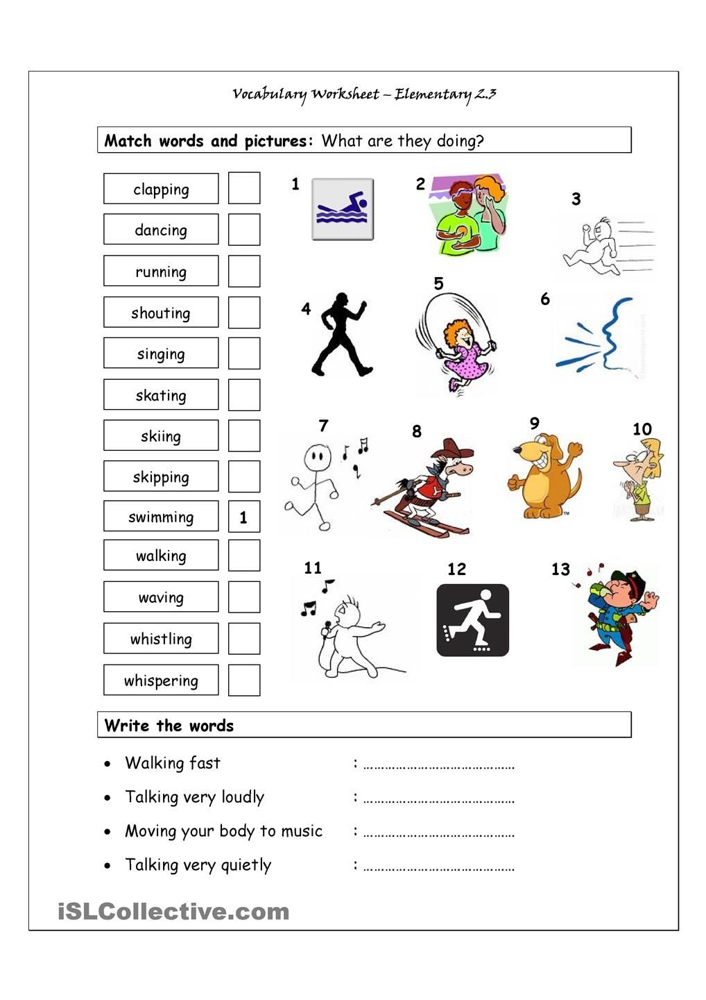 Vocabulary Worksheet – Elementary 2.3
Match words and pictures: What are they doing?
clapping
dancing
running
shouting
singing
skating
skiing
skipping
swimming 1
walking
waving
whistling
whispering
1
2
3
4
5
6
7
8
9
10
11
12
13
TM
Write the words
• Walking fast : ……………………………………
• Talking very loudly : ……………………………………
• Moving your body to music : ……………………………………
• Talking very quietly : ……………………………………
iSLCollective.com